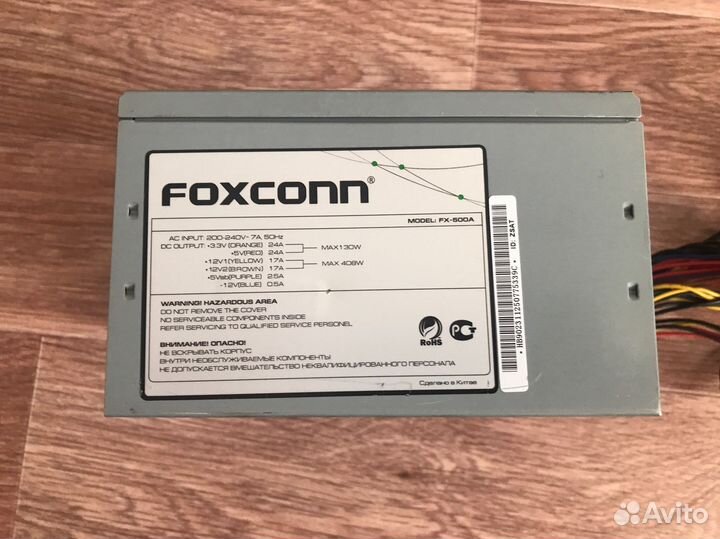 FOXCONN®
MODEL: FX-500A
AC INPUT: 200-240V~ 7A, 50Hz
DC OUTPUT: +3.3V (ORANGE) 24A
+5V(RED) 24A
MAX130W
+12V1(YELLOW) 17A
+12V2(BROWN) 17A
MAX 408W
+5Vsb(PURPLE) 2.5A
-12V(BLUE) 0.5A
WARNING! HAZARDOUS AREA
DO NOT REMOVE THE COVER
NO SERVICEABLE COMPONENTS INSIDE
REFER SERVICING TO QUALIFIED SERVICE PERSONEL
ВНИМАНИЕ! ОПАСНО!
НЕ ВСКРЫВАТЬ КОРПУС
ВНУТРИ НЕОБСЛУЖИВАЕМЫЕ КОМПОНЕНТЫ
НЕ ДОПУСКАЕТСЯ ВМЕШАТЕЛЬСТВО НЕКВАЛИФИЦИРОВАННОГО ПЕРСОНАЛА
RoHS
Сделано в Китае
* HB902311250775339C *
ID: ZSAT
Avito